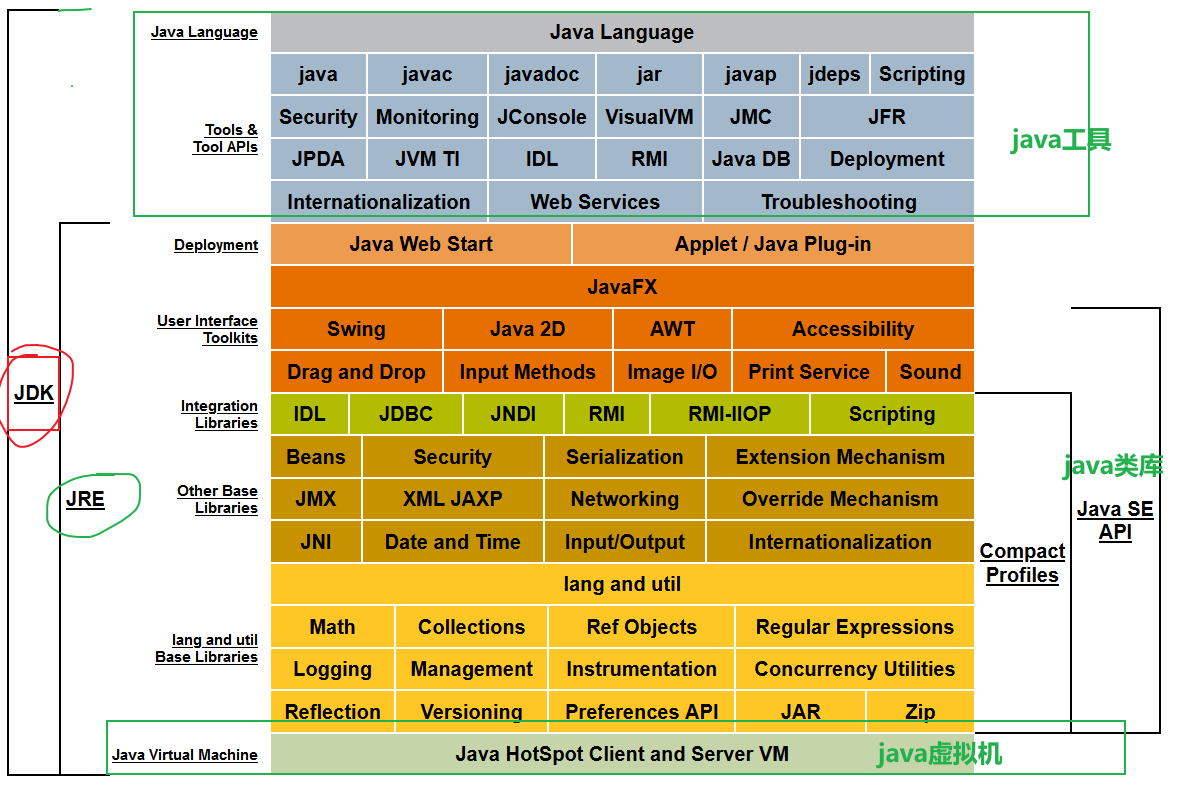 Java Language Java Language
java javac javadoc jar javap jdeps Scripting
Security Monitoring JConsole VisualVM JMC JFR
Tools &
Tool APIs
java工具
JPDA JVM TI IDL RMI Java DB Deployment
Internationalization Web Services Troubleshooting
Deployment Java Web Start Applet / Java Plug-in
JavaFX
User Interface
Toolkits
Swing Java 2D AWT Accessibility
Drag and Drop Input Methods Image I/O Print Service Sound
JDK
Integration
Libraries
IDL JDBC JNDI RMI RMI-IIOP Scripting
Beans Security Serialization Extension Mechanism
java类库
JRE
Other Base
Libraries
JMX XML JAXP Networking Override Mechanism
Java SE
API
JNI Date and Time Input/Output Internationalization
Compact
Profiles
lang and util
Math Collections Ref Objects Regular Expressions
lang and util
Base Libraries
Logging Management Instrumentation Concurrency Utilities
Reflection Versioning Preferences API JAR Zip
Java Virtual Machine Java HotSpot Client and Server VM java虚拟机